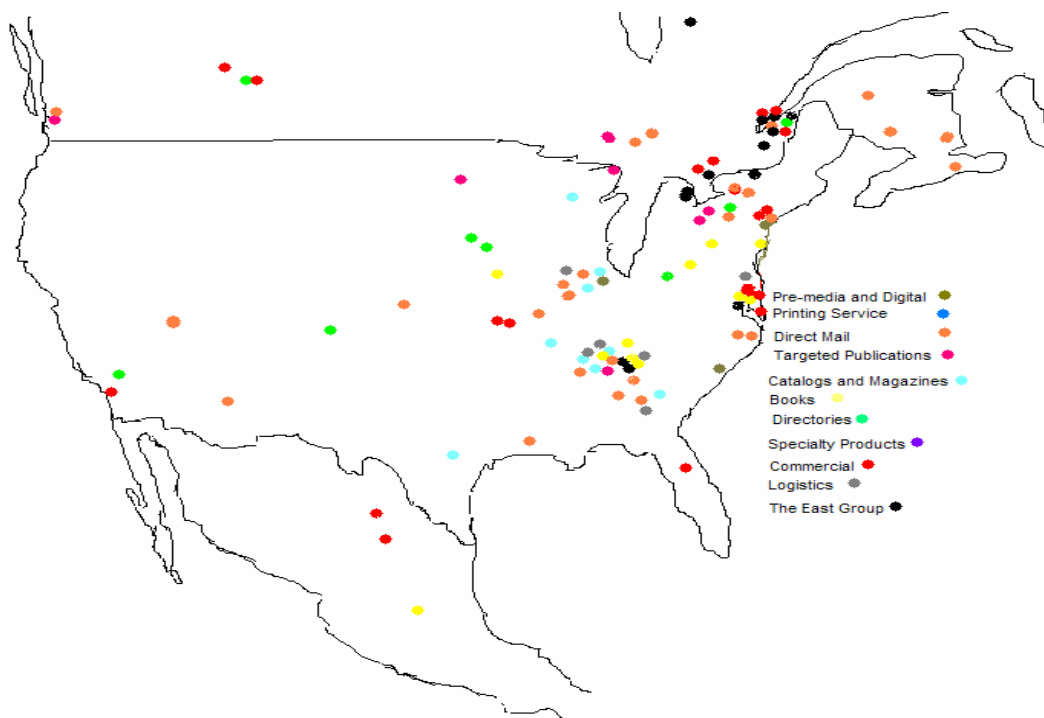 Pre-media and Digital
Printing Service
Direct Mail
Targeted Publications
Catalogs and Magazines
Books
Directories
Specialty Products
Commercial
Logistics
The East Group